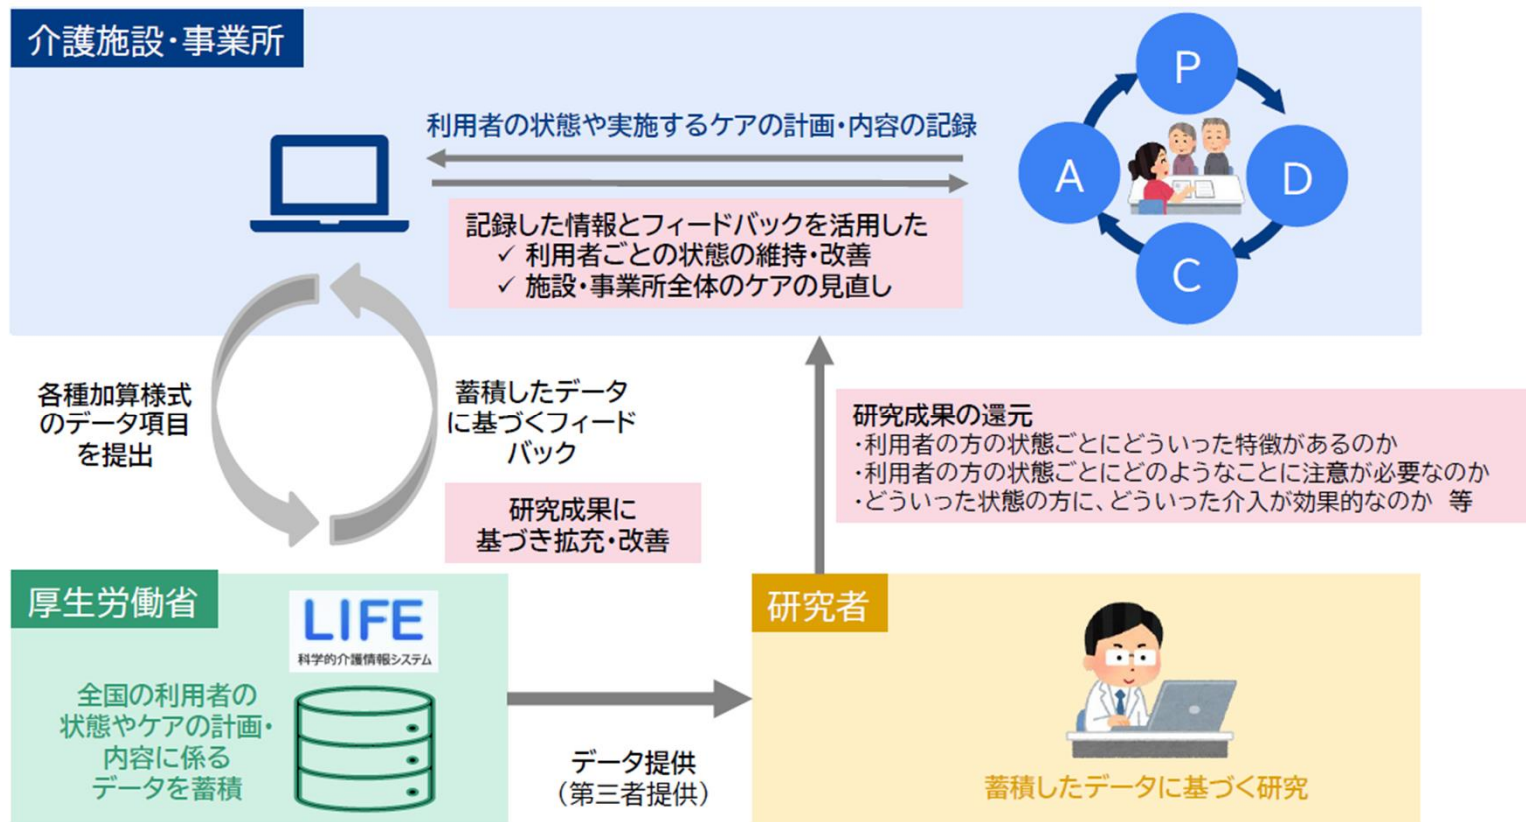 介護施設・事業所
利用者の状態や実施するケアの計画・内容の記録
P
D
C
A
記録した情報とフィードバックを活用した
✓ 利用者ごとの状態の維持・改善
✓ 施設・事業所全体のケアの見直し
各種加算様式
のデータ項目
を提出
蓄積したデータ
に基づくフィード
バック
研究成果に
基づき拡充・改善
研究成果の還元
・利用者の方の状態ごとにどういった特徴があるのか
・利用者の方の状態ごとにどのようなことに注意が必要なのか
・どういった状態の方に、どういった介入が効果的なのか 等
厚生労働省
LIFE
科学的介護情報システム
全国の利用者の
状態やケアの計画・
内容に係る
データを蓄積
データ提供
（第三者提供）
研究者
蓄積したデータに基づく研究